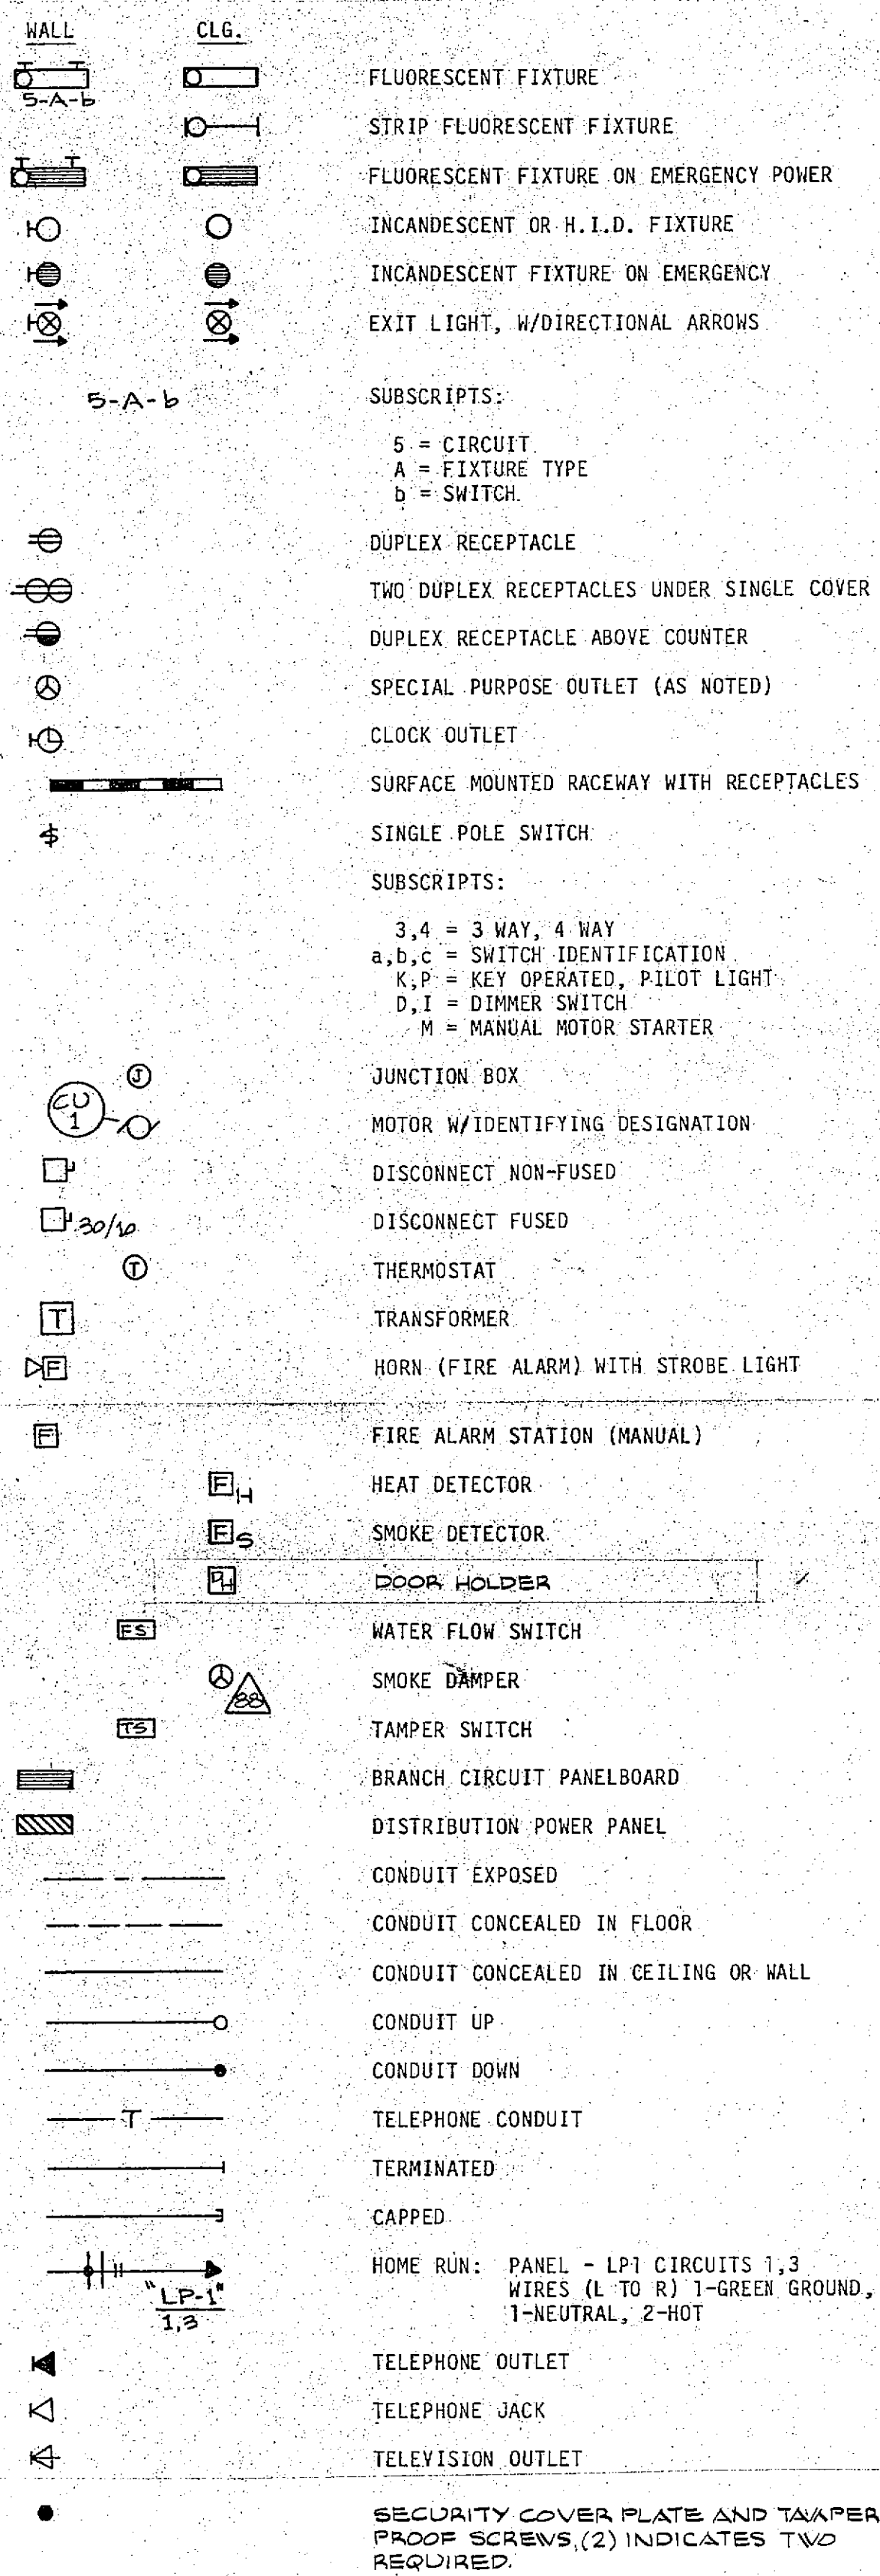 WALL CLG.
FLUORESCENT FIXTURE
5-A-b
STRIP FLUORESCENT FIXTURE
FLUORESCENT FIXTURE ON EMERGENCY POWER
INCANDESCENT OR H.I.D. FIXTURE
INCANDESCENT FIXTURE ON EMERGENCY
EXIT LIGHT, W/DIRECTIONAL ARROWS
5-A-b SUBSCRIPTS:
5 = CIRCUIT
A = FIXTURE TYPE
b = SWITCH
DUPLEX RECEPTACLE
TWO DUPLEX RECEPTACLES UNDER SINGLE COVER
DUPLEX RECEPTACLE ABOVE COUNTER
SPECIAL PURPOSE OUTLET (AS NOTED)
CLOCK OUTLET
SURFACE MOUNTED RACEWAY WITH RECEPTACLES
$ SINGLE POLE SWITCH
SUBSCRIPTS:
3,4 = 3 WAY, 4 WAY
a,b,c = SWITCH IDENTIFICATION
K,P = KEY OPERATED, PILOT LIGHT
D,I = DIMMER SWITCH
M = MANUAL MOTOR STARTER
J JUNCTION BOX
CU
1 MOTOR W/IDENTIFYING DESIGNATION
DISCONNECT NON-FUSED
30/10 DISCONNECT FUSED
T THERMOSTAT
T TRANSFORMER
F HORN (FIRE ALARM) WITH STROBE LIGHT
F FIRE ALARM STATION (MANUAL)
F H HEAT DETECTOR
F S SMOKE DETECTOR
DH DOOR HOLDER
FS WATER FLOW SWITCH
88 SMOKE DAMPER
TS TAMPER SWITCH
BRANCH CIRCUIT PANELBOARD
DISTRIBUTION POWER PANEL
CONDUIT EXPOSED
CONDUIT CONCEALED IN FLOOR
CONDUIT CONCEALED IN CEILING OR WALL
CONDUIT UP
CONDUIT DOWN
T TELEPHONE CONDUIT
TERMINATED
CAPPED
HOME RUN: PANEL - LP1 CIRCUITS 1,3
"LP-1" WIRES (L TO R) 1-GREEN GROUND,
1,3 1-NEUTRAL, 2-HOT
TELEPHONE OUTLET
TELEPHONE JACK
TELEVISION OUTLET
SECURITY COVER PLATE AND TAMPER
PROOF SCREWS, (2) INDICATES TWO
REQUIRED.